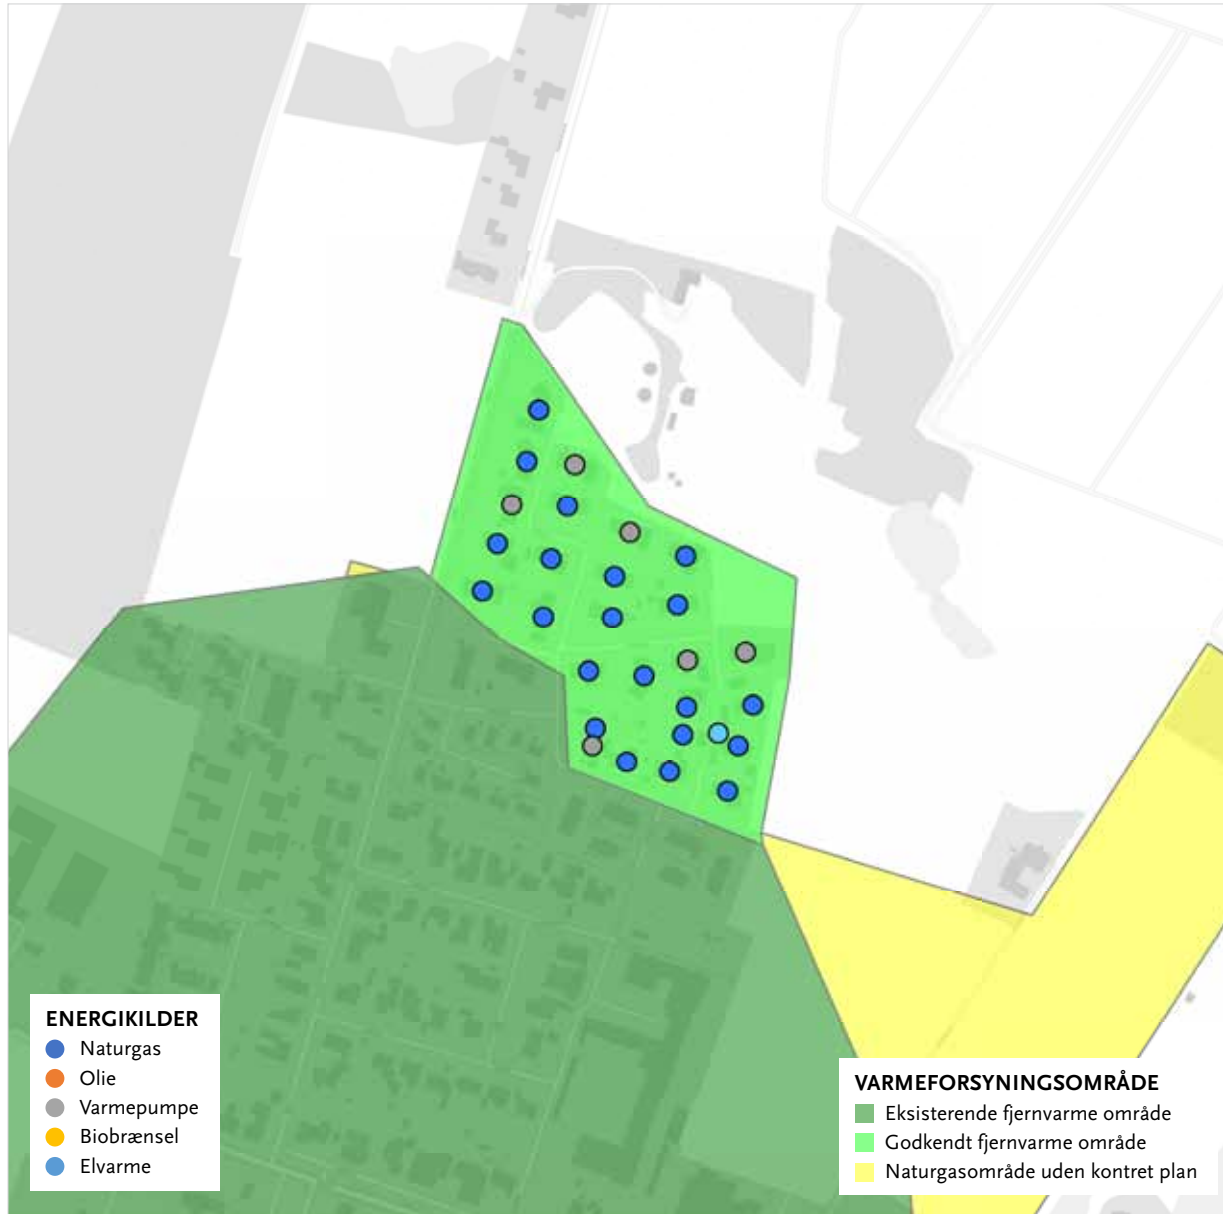 ENERGIKILDER
Naturgas
Olie
Varmepumpe
Biobrænsel
Elvarme
VARMEFORSYNINGSOMRÅDE
Eksisterende fjernvarme område
Godkendt fjernvarme område
Naturgasområde uden kontret plan